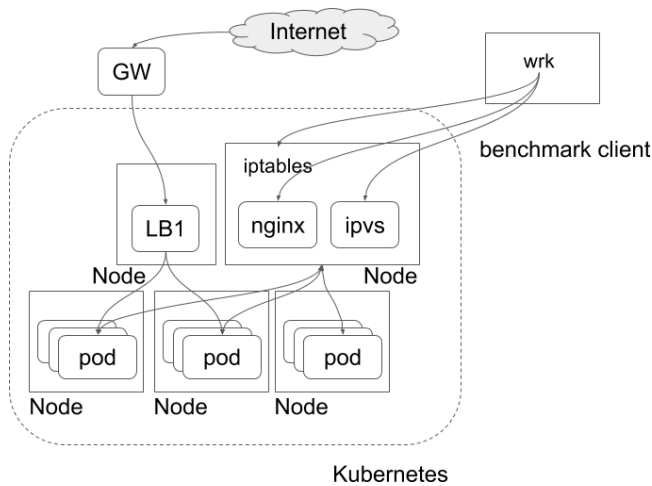 Internet
GW
wrk
benchmark client
iptables
LB1
nginx
ipvs
Node
Node
pod
pod
pod
Node
Node
Node
Kubernetes